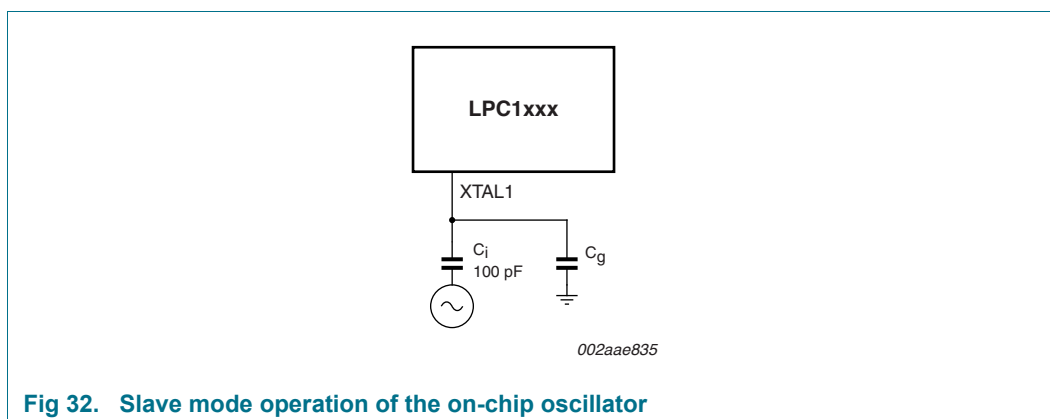 LPC1xxx
XTAL1
Ci
100 pF
Cg
002aae835
Fig 32. Slave mode operation of the on-chip oscillator